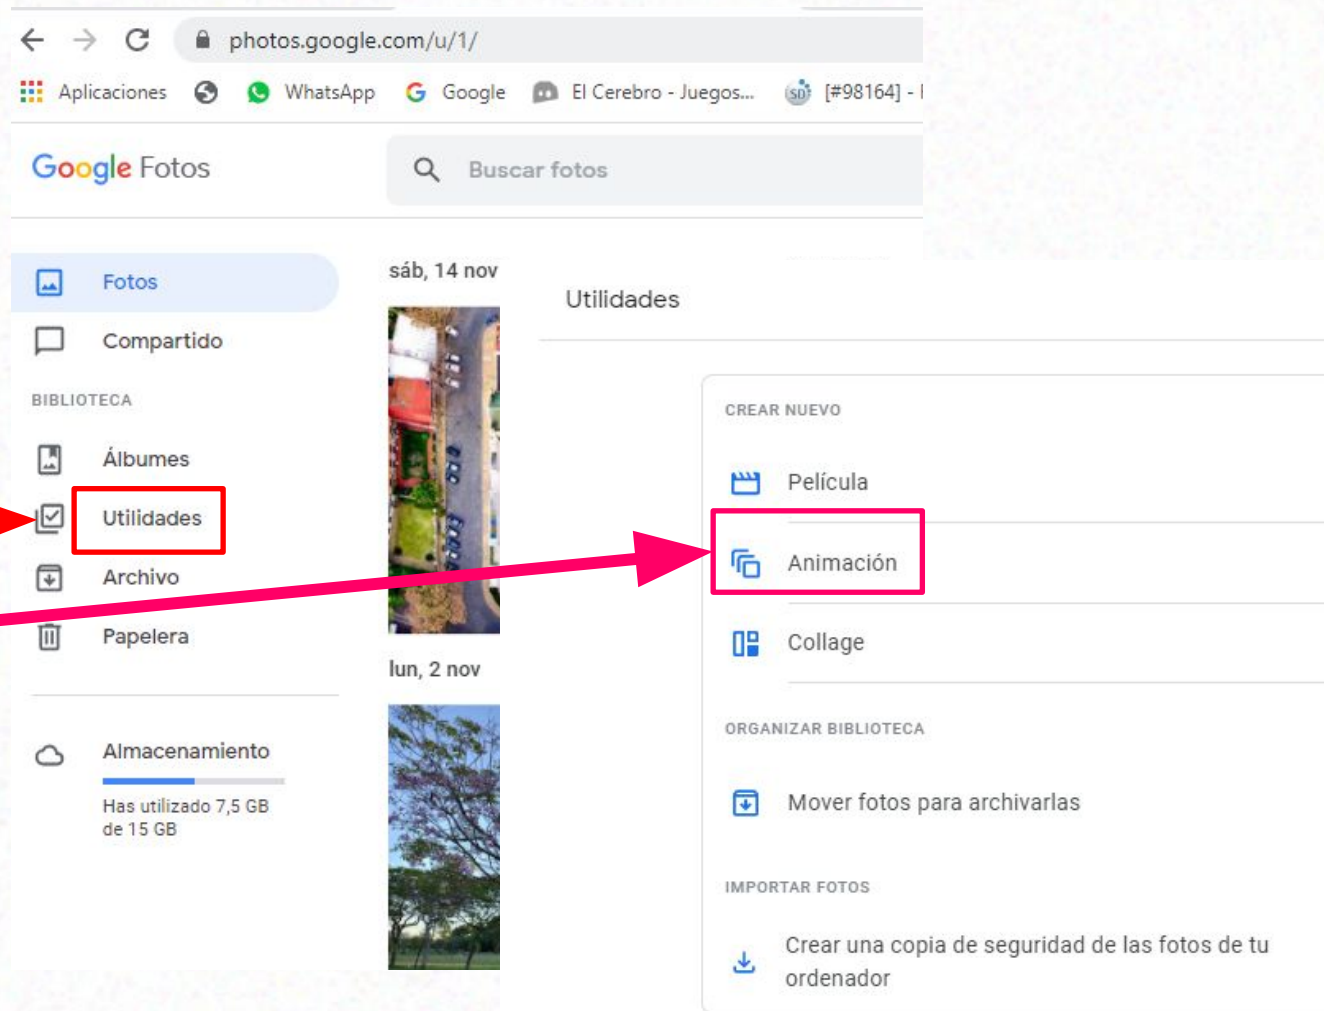 photos.google.com/u/1/
Aplicaciones WhatsApp Google El Cerebro - Juegos... [#98164] -
Google Fotos
Buscar fotos
Fotos
Compartido
BIBLIOTECA
Álbumes
Utilidades
Archivo
Papelera
Almacenamiento
Has utilizado 7,5 GB
de 15 GB
sáb, 14 nov
lun, 2 nov
Utilidades
CREAR NUEVO
Película
Animación
Collage
ORGANIZAR BIBLIOTECA
Mover fotos para archivarlas
IMPORTAR FOTOS
Crear una copia de seguridad de las fotos de tu
ordenador